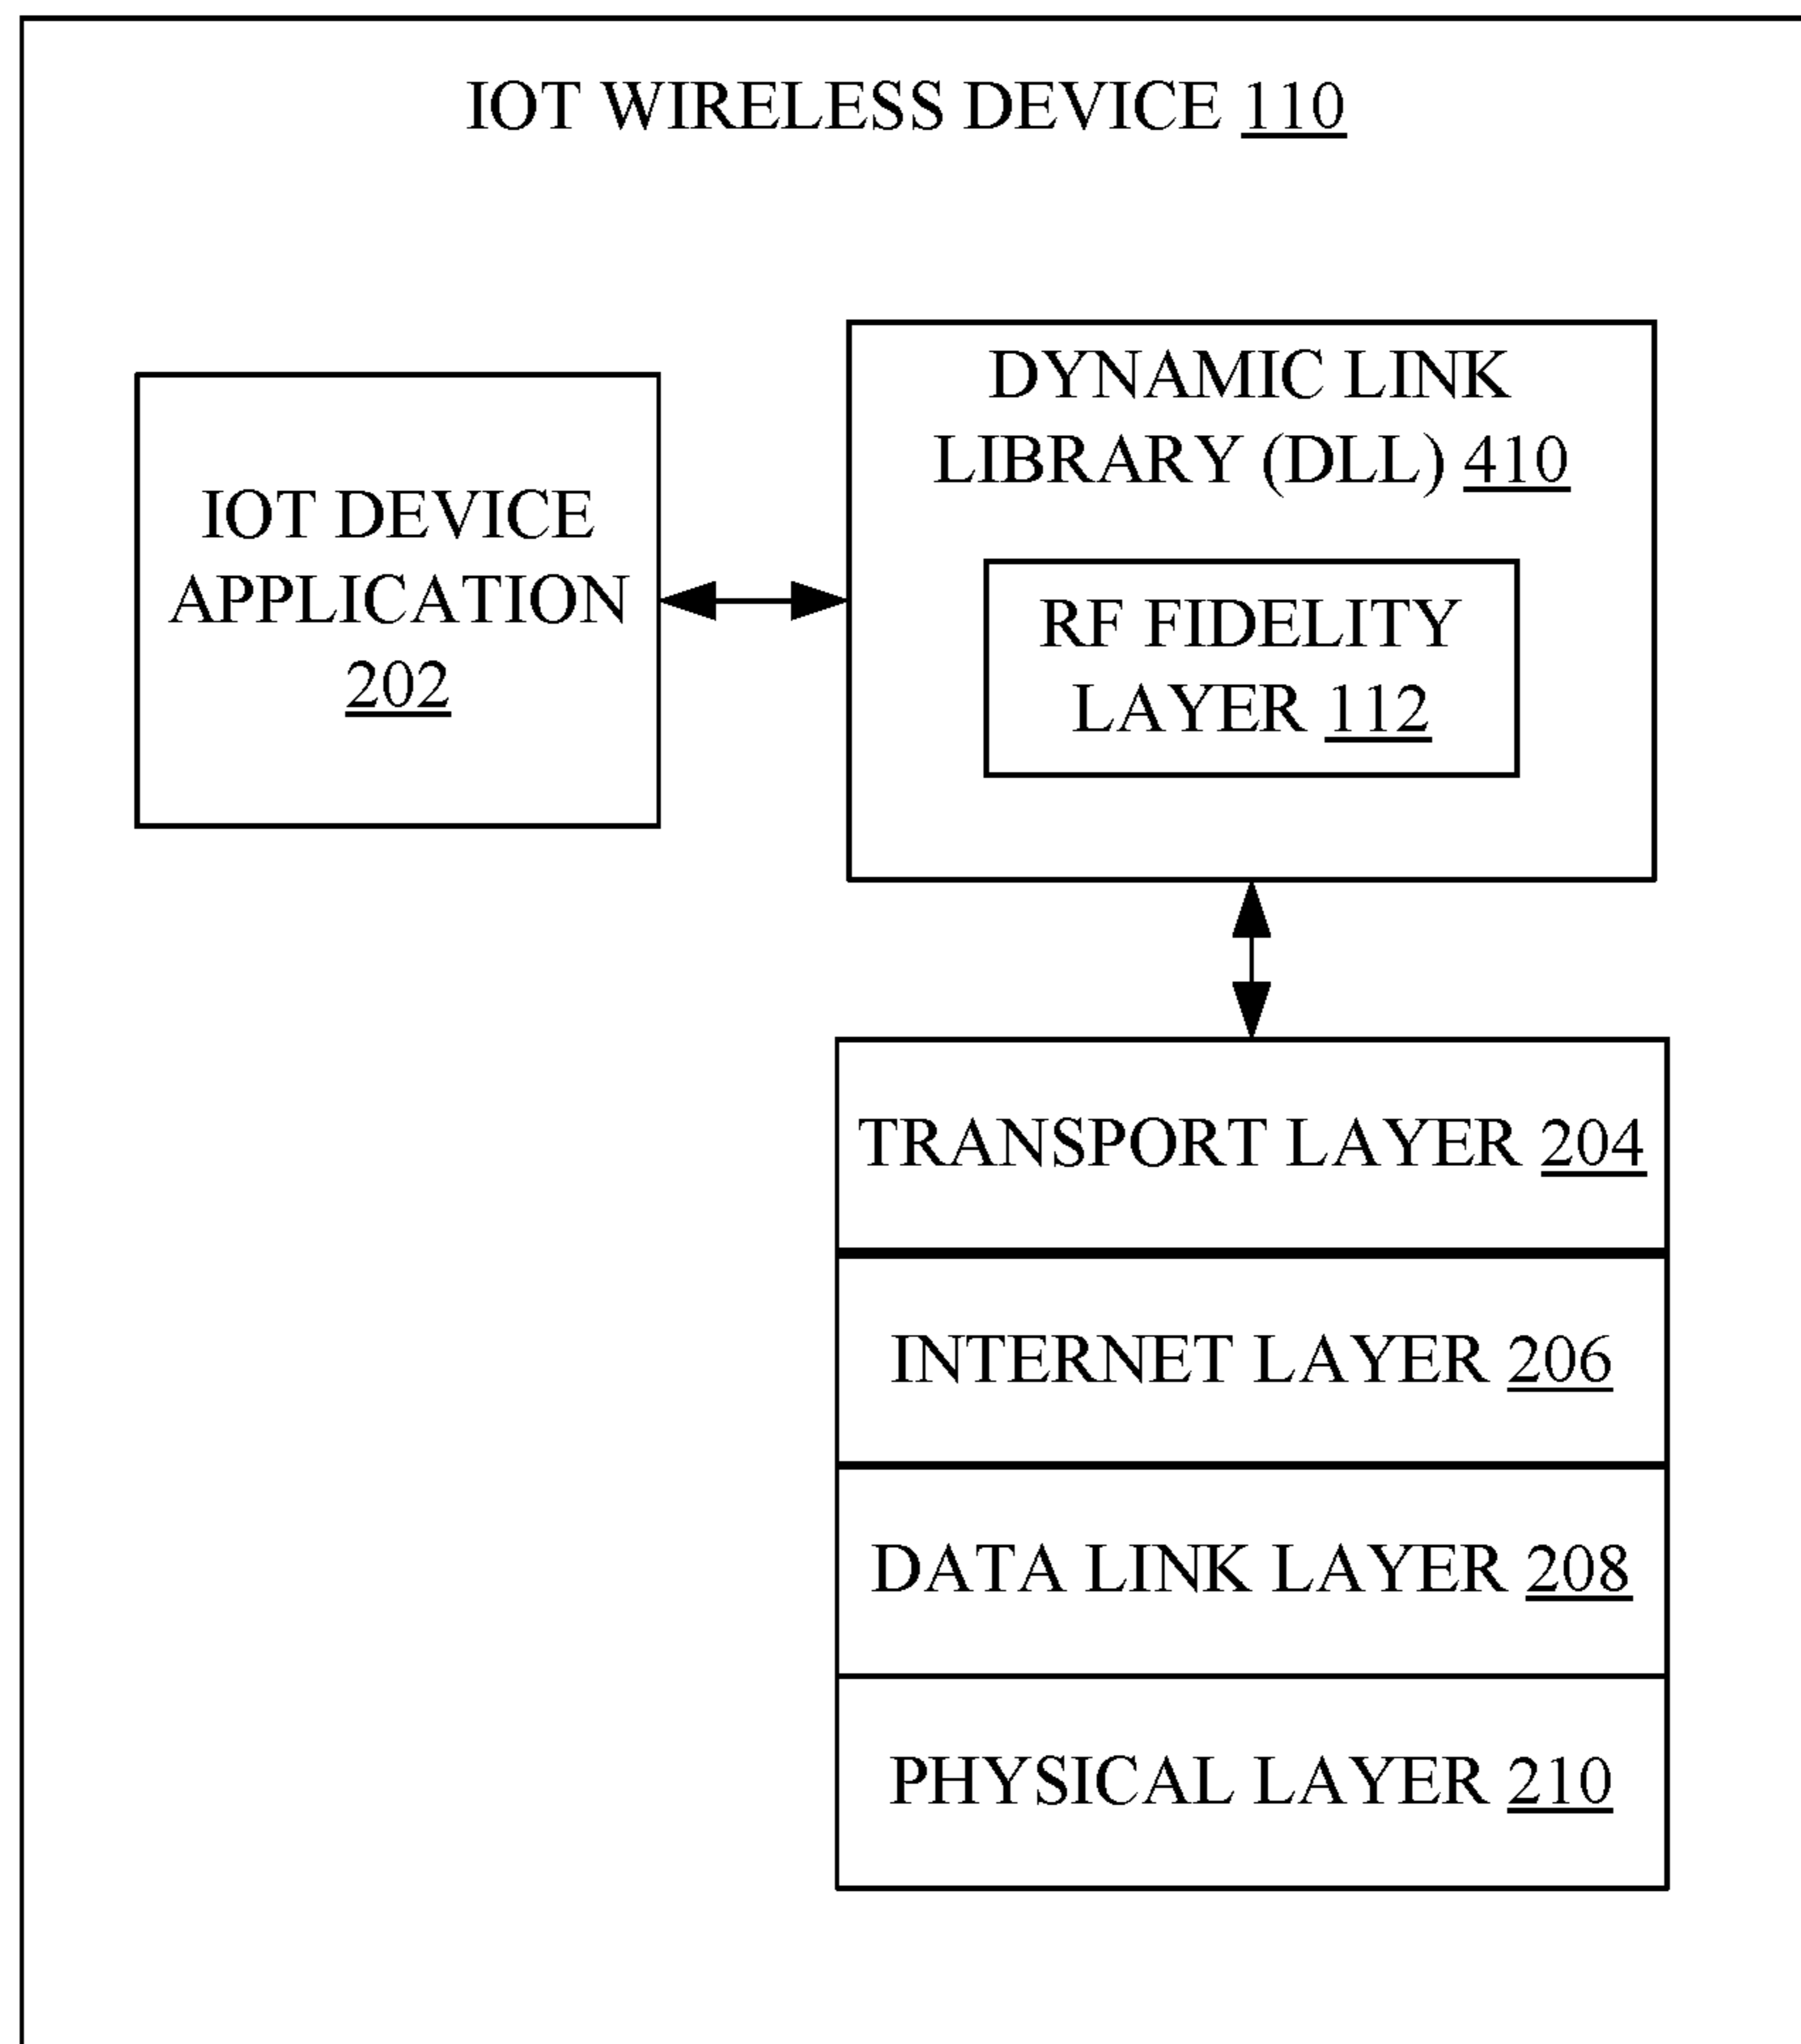 IOT WIRELESS DEVICE 110
IOT DEVICE
APPLICATION
202
DYNAMIC LINK
LIBRARY (DLL) 410
RF FIDELITY
LAYER 112
TRANSPORT LAYER 204
INTERNET LAYER 206
DATA LINK LAYER 208
PHYSICAL LAYER 210